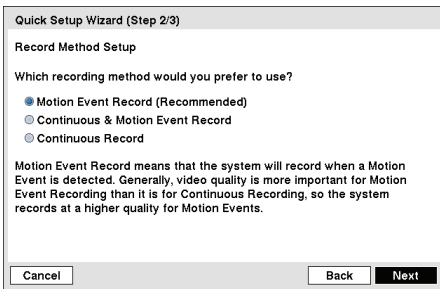 Quick Setup Wizard (Step 2/3)
Record Method Setup
Which recording method would you prefer to use?
Motion Event Record (Recommended)
Continuous & Motion Event Record
Continuous Record
Motion Event Record means that the system will record when a Motion
Event is detected. Generally, video quality is more important for Motion
Event Recording than it is for Continuous Recording, so the system
records at a higher quality for Motion Events.
Cancel Back Next